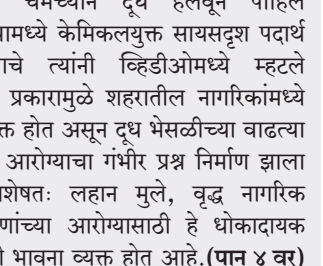 चमच्याने दूध हलवून पाहिले
यामध्ये केमिकलयुक्त सायसदृश पदार्थ
त्यांनी व्हिडीओमध्ये म्हटले
प्रकारामुळे शहरातील नागरिकांमध्ये
होत असून दूध भेसळीच्या वाढत्या
आरोग्याचा गंभीर प्रश्न निर्माण झाला
लहान मुले, वृद्ध नागरिक
आरोग्यासाठी हे धोकादायक
भावना व्यक्त होत आहे.(पान ४ वर)